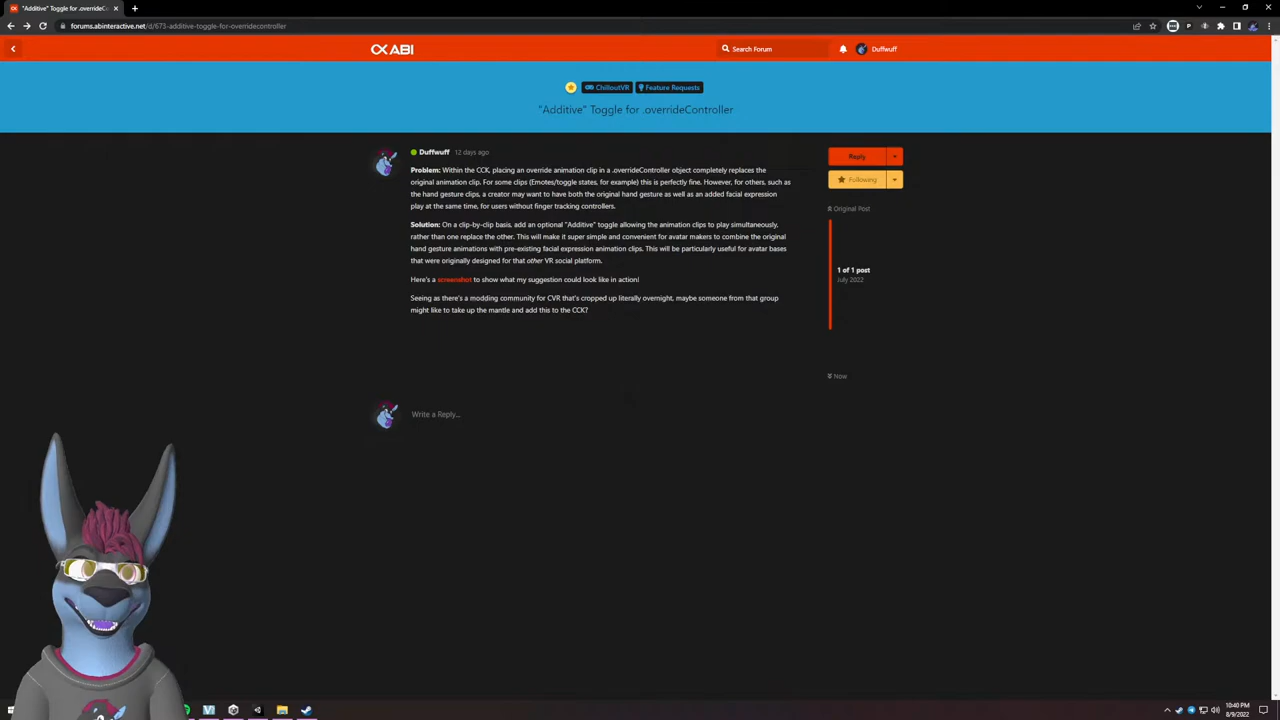 "Additive" Toggle for .overrideCont
forums.abinteractive.net/d/673-additive-toggle-for-overridecontroller
ABI
Search Forum
Duffwuff
ChilloutVR
Feature Requests
"Additive" Toggle for .overrideController
Duffwuff 12 days ago
Problem: Within the CCK, placing an override animation clip in a .overrideController object completely replaces the
original animation clip. For some clips (Emotes/toggle states, for example) this is perfectly fine. However, for others, such as
the hand gesture clips, a creator may want to have both the original hand gesture as well as an added facial expression
play at the same time, for users without finger tracking controllers.
Solution: On a clip-by-clip basis, add an optional "Additive" toggle allowing the animation clips to play simultaneously,
rather than one replace the other. This will make it super simple and convenient for avatar makers to combine the original
hand gesture animations with pre-existing facial expression animation clips. This will be particularly useful for avatar bases
that were originally designed for that other VR social platform.
Here's a screenshot to show what my suggestion could look like in action!
Seeing as there's a modding community for CVR that's cropped up literally overnight, maybe someone from that group
might like to take up the mantle and add this to the CCK?
Reply
Following
Original Post
1 of 1 post
July 2022
Now
Write a Reply...
10:40 PM
8/9/2022